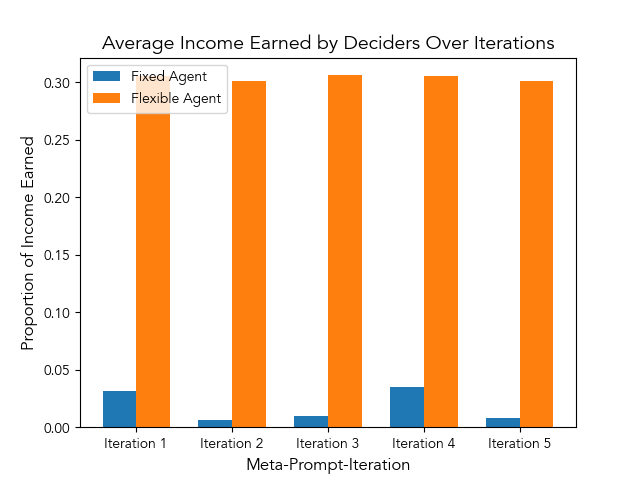 Average Income Earned by Deciders Over Iterations
Fixed Agent
Flexible Agent
Proportion of Income Earned
0.30
0.25
0.20
0.15
0.10
0.05
0.00
Iteration 1
Iteration 2
Iteration 3
Iteration 4
Iteration 5
Meta-Prompt-Iteration